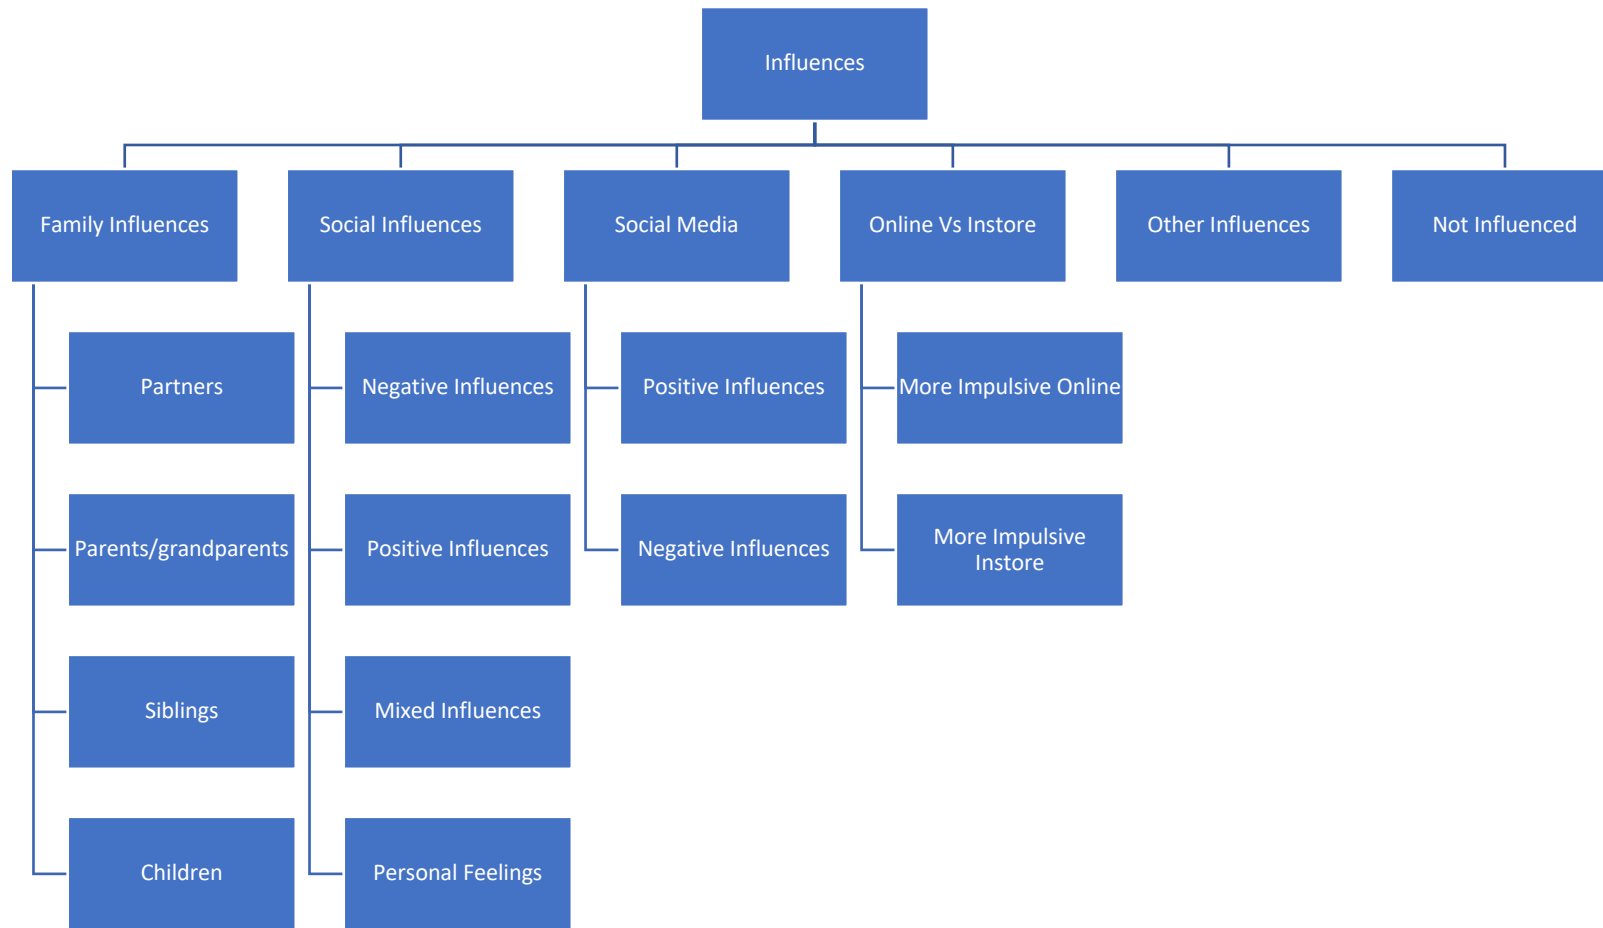 Influences
Family Influences
Social Influences
Social Media
Online Vs Instore
Other Influences
Not Influenced
Partners
Negative Influences
Positive Influences
More Impulsive Online
Parents/grandparents
Positive Influences
Negative Influences
More Impulsive
Instore
Siblings
Mixed Influences
Children
Personal Feelings